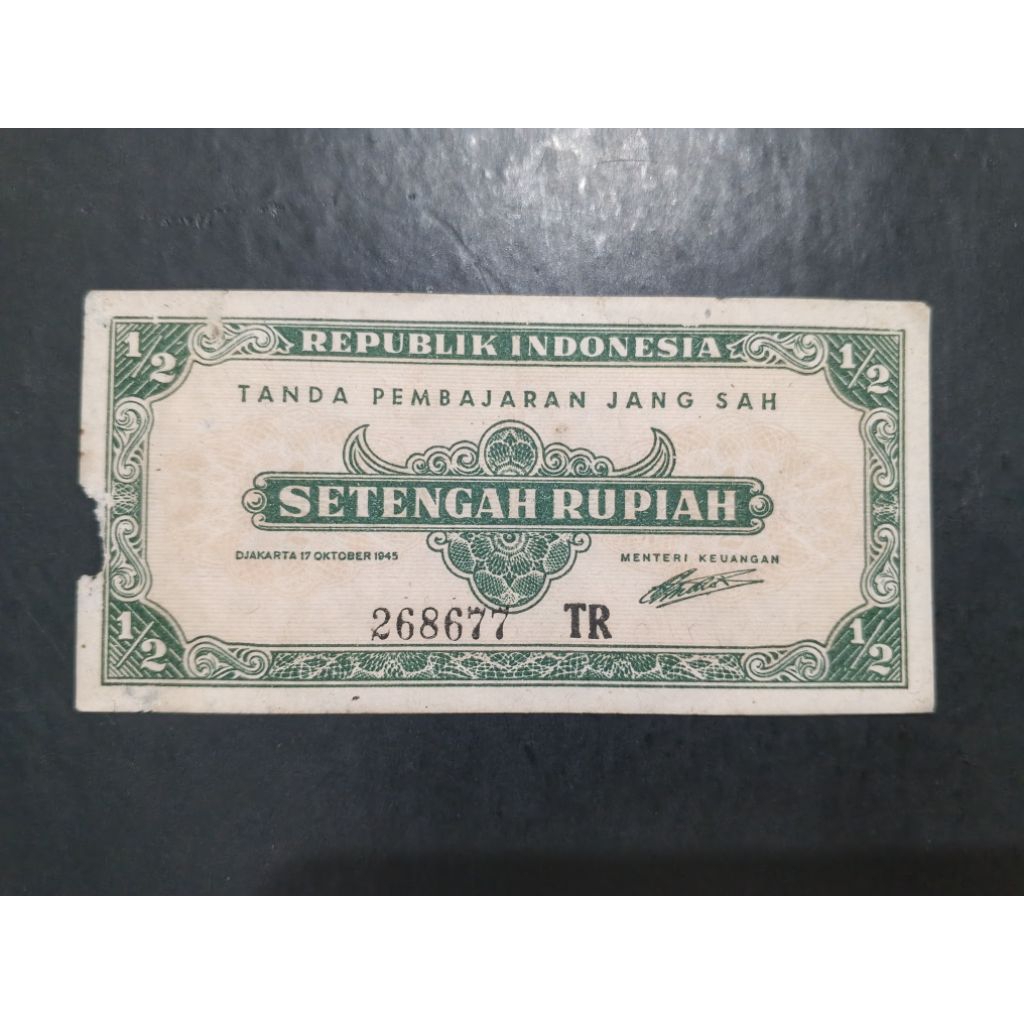 1/2 REPUBLIK INDONESIA 1/2
TANDA PEMBAJARAN JANG SAH
SETENGAH RUPIAH
DJAKARTA 17 OKTOBER 1945 MENTERI KEUANGAN
268677 TR
1/2 1/2